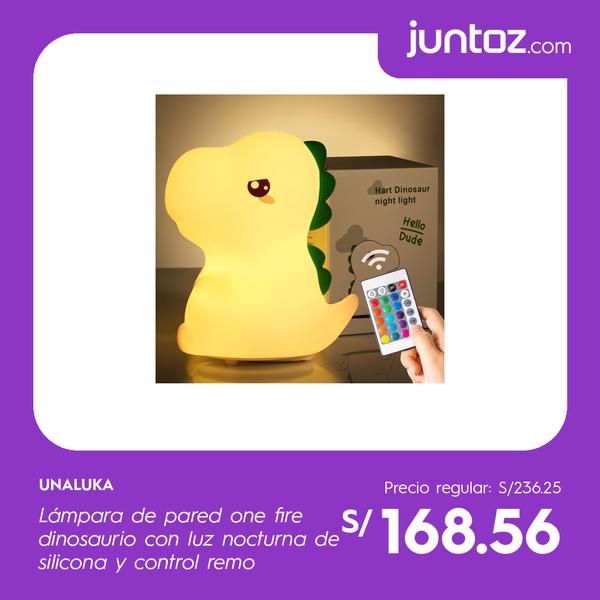 juntoz.com
Hart Dinosaur
night light
Hello
Dude
UNALUKA
Lámpara de pared one fire
dinosaurio con luz nocturna de
silicona y control remo
Precio regular: S/236.25
S/ 168.56